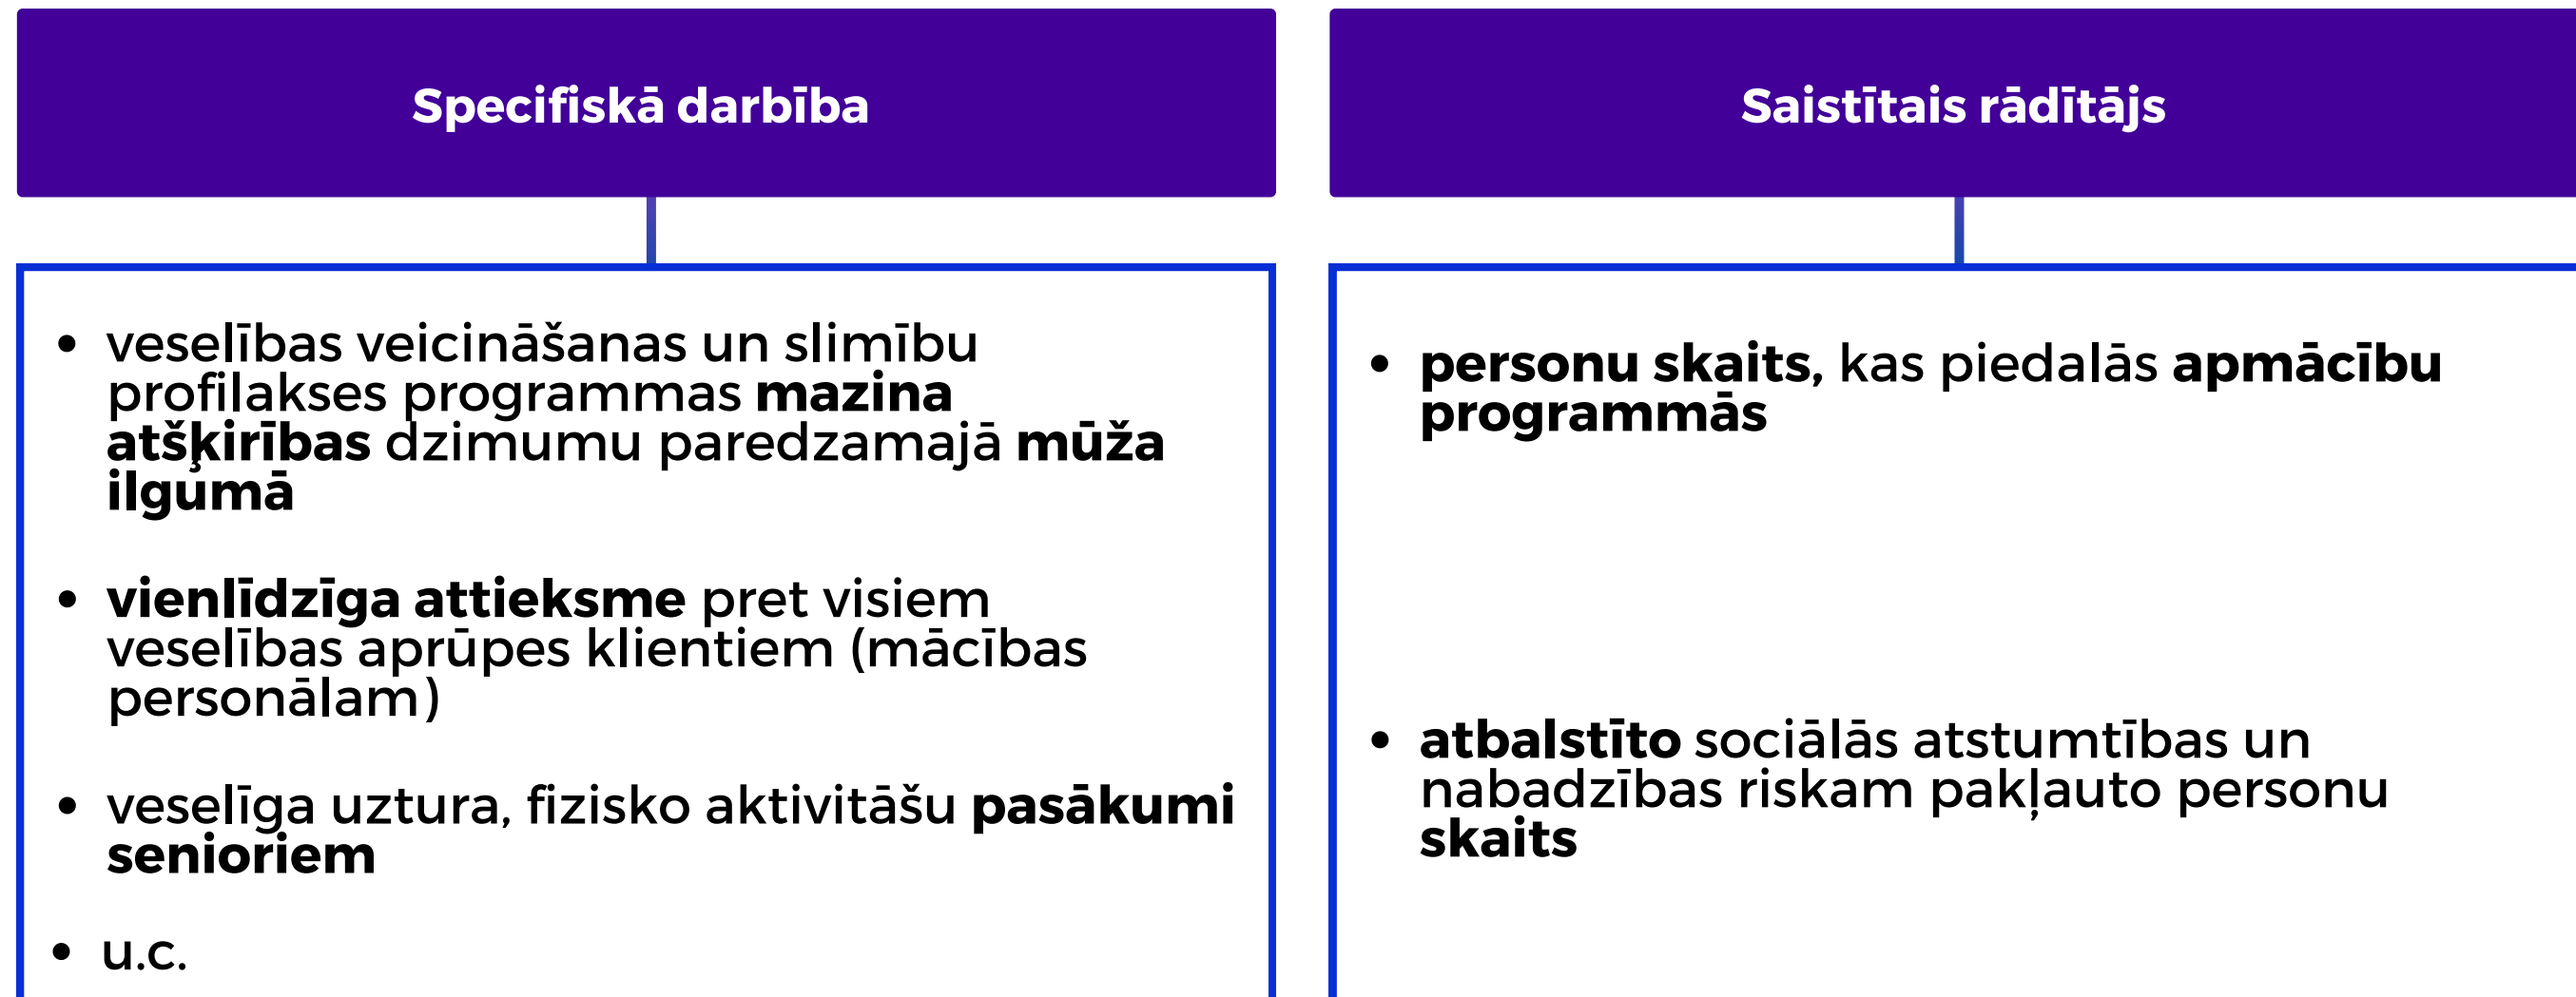 Specifiskā darbība
veselības veicināšanas un slimību
profilakses programmas mazina
atšķirības dzimumu paredzamajā mūža
ilgumā
vienlīdzīga attieksme pret visiem
veselības aprūpes klientiem (mācības
personālam)
veselīga uztura, fizisko aktivitāšu pasākumi
senioriem
u.c.
Saistītais rādītājs
personu skaits, kas piedalās apmācību
programmās
atbalstīto sociālās atstumtības un
nabadzības riskam pakļauto personu
skaits